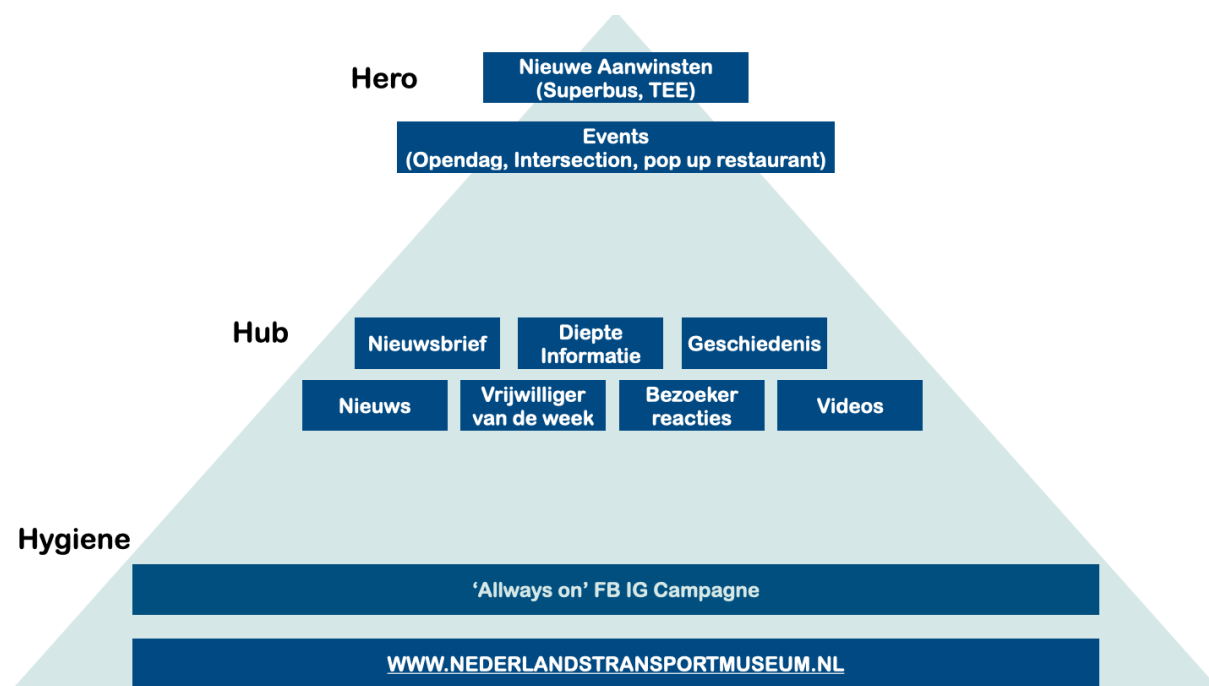 Hero
Nieuwe Aanwinsten
(Superbus, TEE)
Events
(Opendag, Intersection, pop up restaurant)
Hub
Nieuwsbrief
Diepte
Informatie
Geschiedenis
Nieuws
Vrijwilliger
van de week
Bezoeker
reacties
Videos
Hygiene
‘Allways on’ FB IG Campagne
WWW.NEDERLANDSTRANSPORTMUSEUM.NL